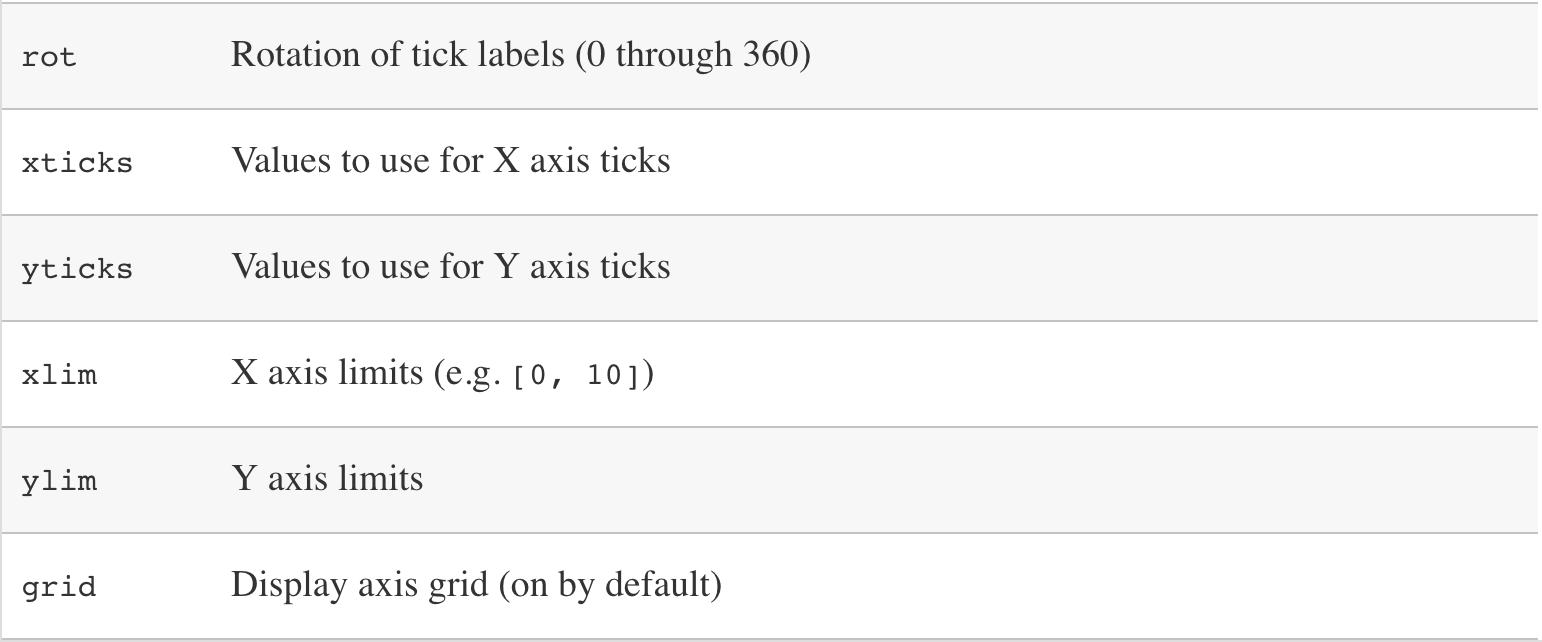 rot Rotation of tick labels (0 through 360)
xticks Values to use for X axis ticks
yticks Values to use for Y axis ticks
xlim X axis limits (e.g. [0, 10])
ylim Y axis limits
grid Display axis grid (on by default)